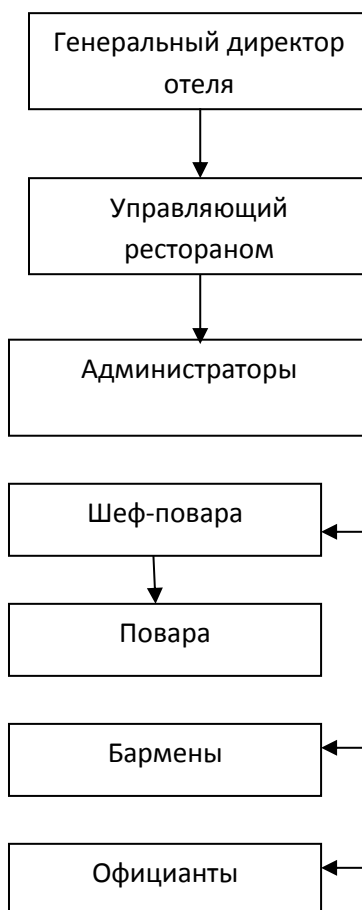 Генеральный директор
отеля
Управляющий
рестораном
Администраторы
Шеф-повара
Повара
Бармены
Официанты